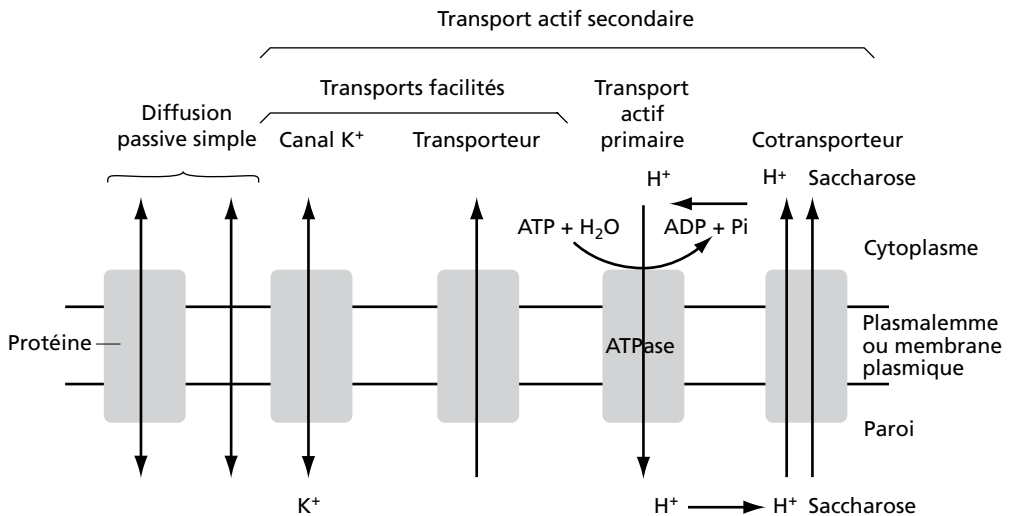 Transport actif secondaire
Transports facilités
Transport
actif
primaire
Diffusion
passive simple
Canal K⁺
Transporteur
Cotransporteur
H⁺
H⁺ Saccharose
ATP + H₂O
ADP + Pi
Cytoplasme
Protéine
ATPase
Plasmalemme
ou membrane
plasmique
Paroi
K⁺
H⁺
H⁺ Saccharose